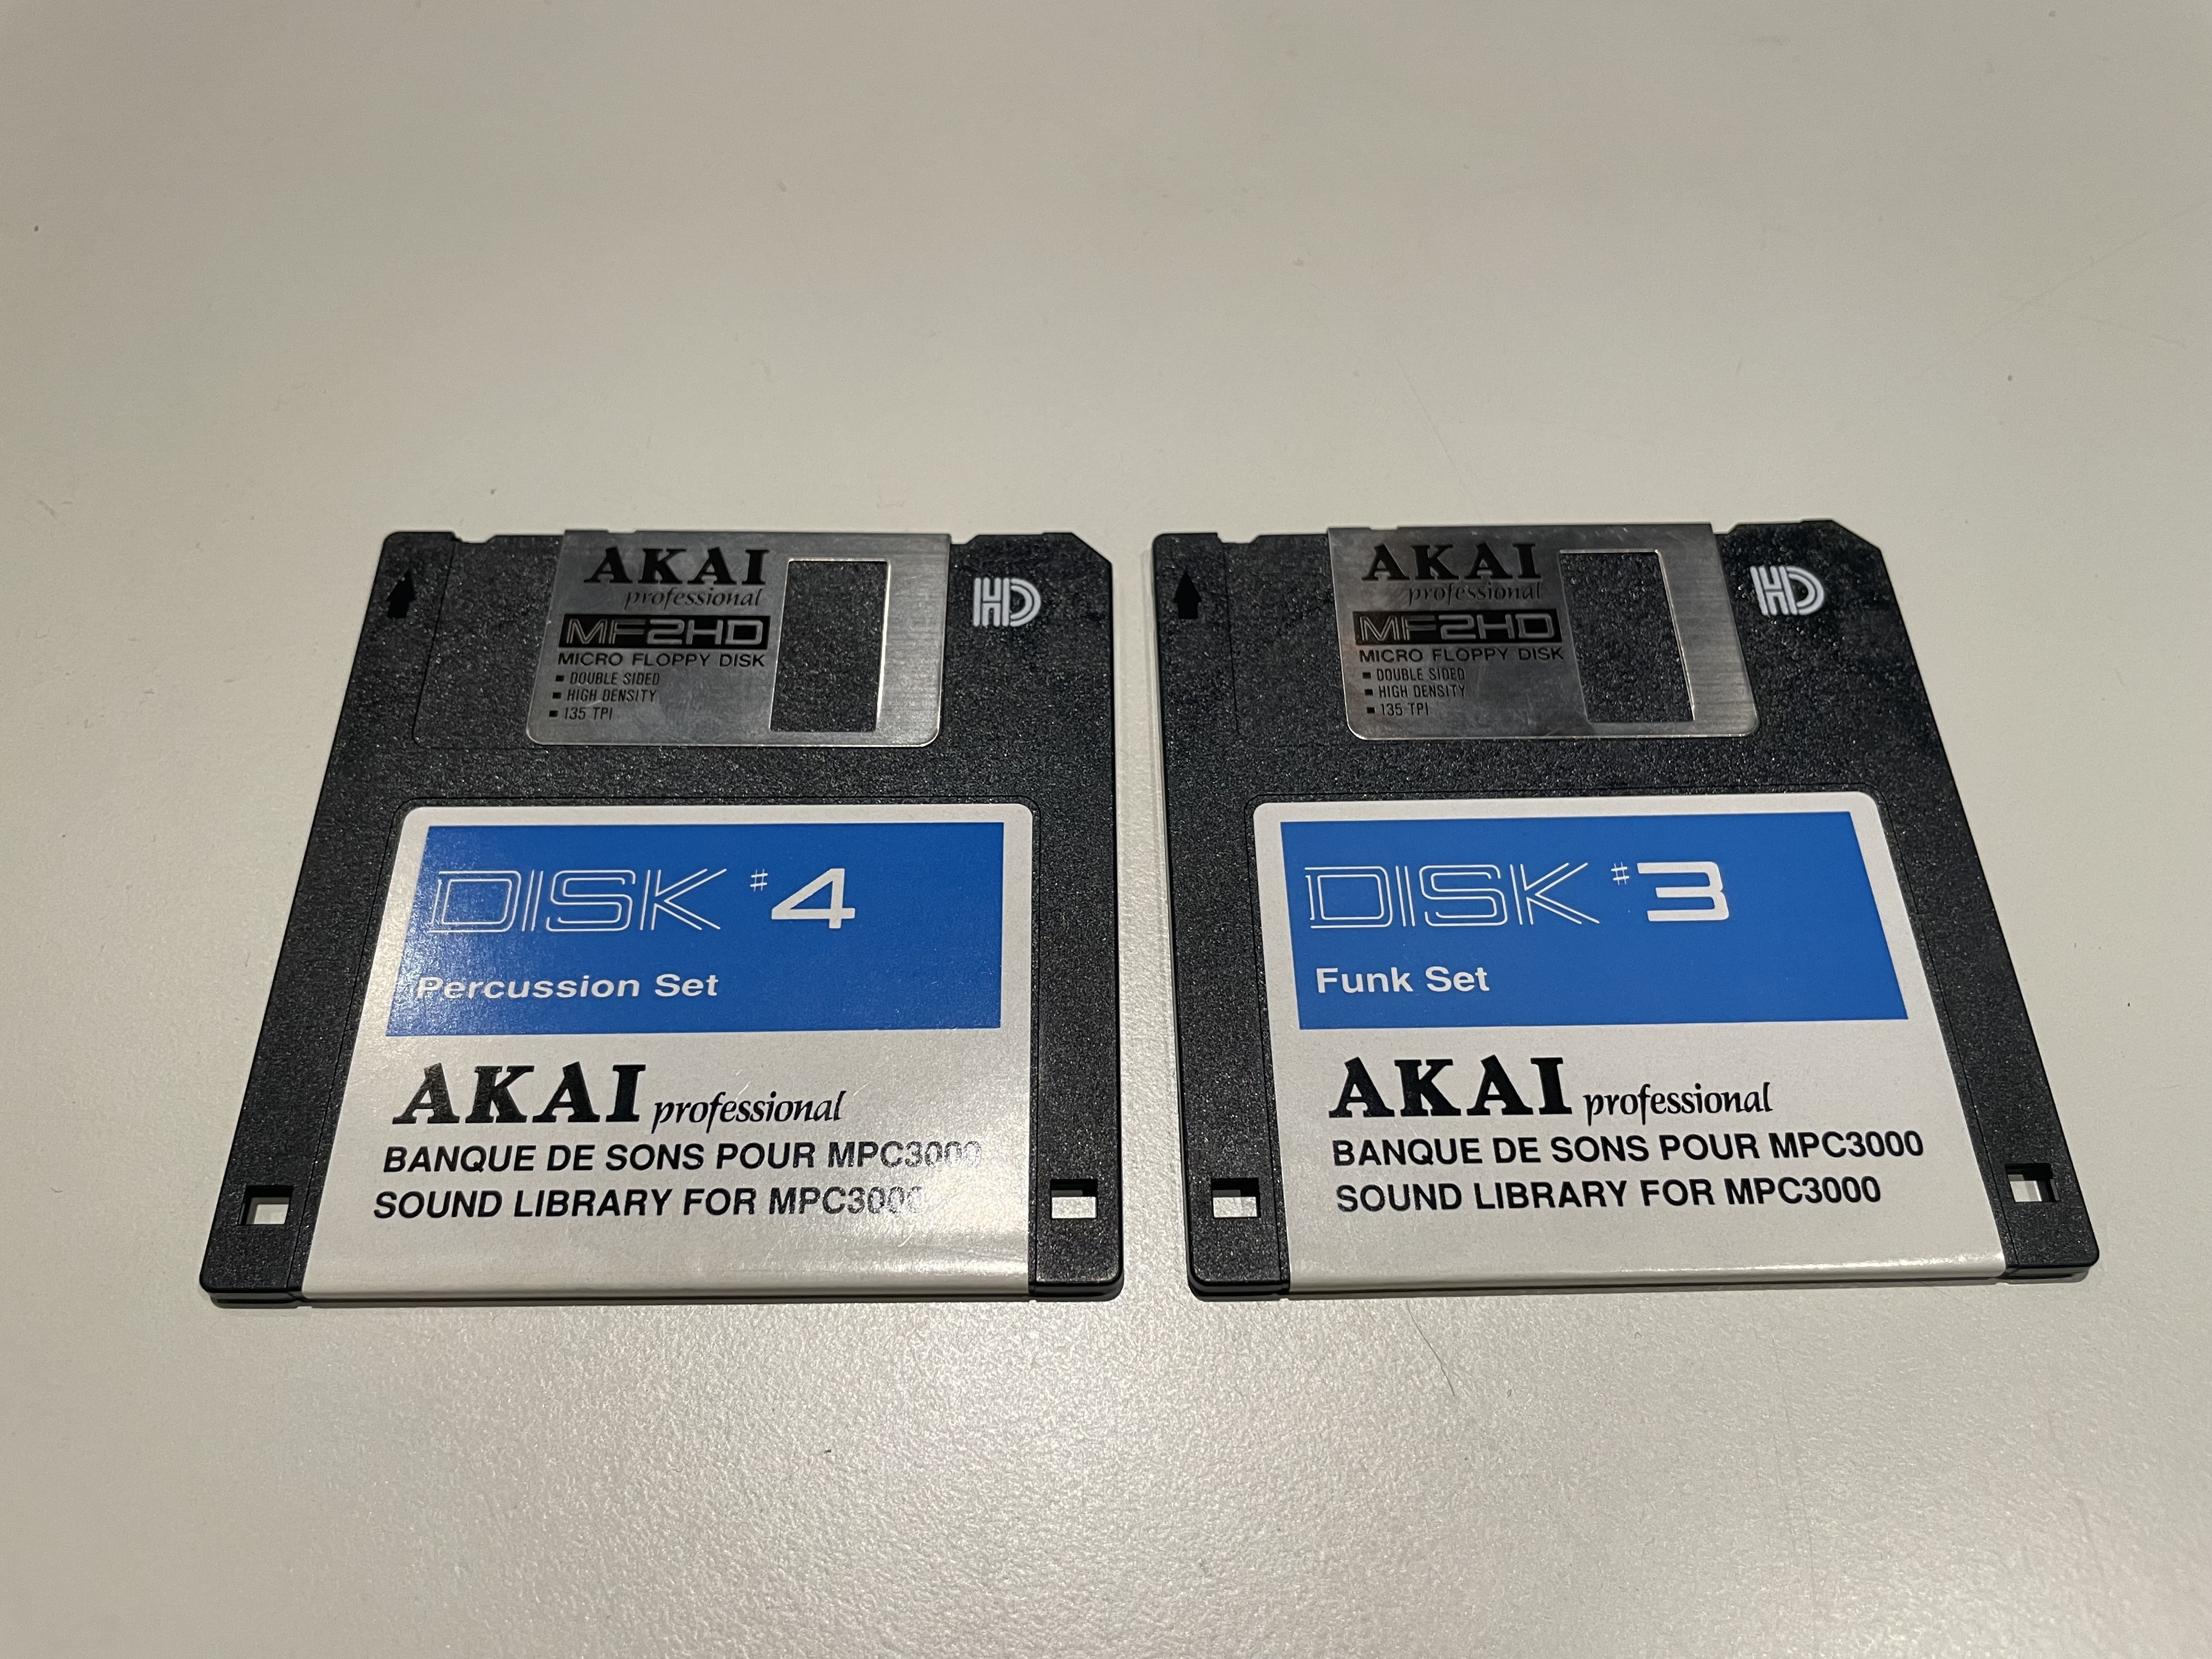 AKAI
professional
MF2HD
MICRO FLOPPY DISK
DOUBLE SIDED
HIGH DENSITY
135 TPI
HD
DISK #4
Percussion Set
AKAI professional
BANQUE DE SONS POUR MPC3000
SOUND LIBRARY FOR MPC3000
AKAI
professional
MF2HD
MICRO FLOPPY DISK
DOUBLE SIDED
HIGH DENSITY
135 TPI
HD
DISK #3
Funk Set
AKAI professional
BANQUE DE SONS POUR MPC3000
SOUND LIBRARY FOR MPC3000